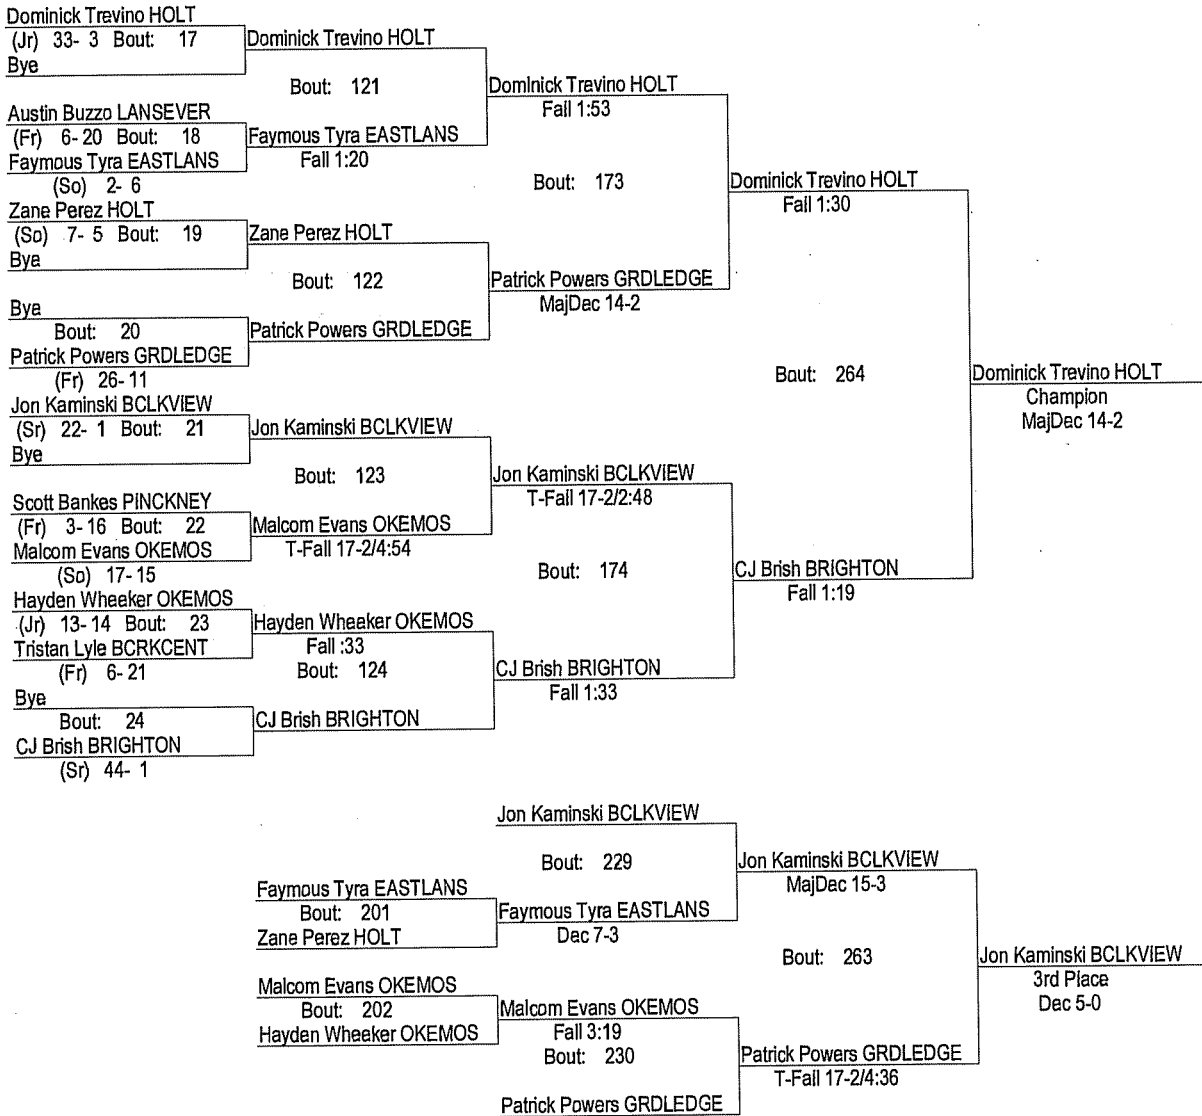 Dominick Trevino HOLT
(Jr) 33- 3 Bout: 17
Bye
Dominick Trevino HOLT
Bout: 121
Dominick Trevino HOLT
Fall 1:53
Austin Buzzo LANSEVER
(Fr) 6-20 Bout: 18
Faymous Tyra EASTLANS
(So) 2- 6
Faymous Tyra EASTLANS
Fall 1:20
Bout: 173
Dominick Trevino HOLT
Fall 1:30
Zane Perez HOLT
(So) 7- 5 Bout: 19
Bye
Zane Perez HOLT
Bout: 122
Patrick Powers GRDLEDGE
MajDec 14-2
Bye
Bout: 20
Patrick Powers GRDLEDGE
(Fr) 26-11
Patrick Powers GRDLEDGE
Bout: 264
Dominick Trevino HOLT
Champion
MajDec 14-2
Jon Kaminski BCLKVIEW
(Sr) 22- 1 Bout: 21
Bye
Jon Kaminski BCLKVIEW
Bout: 123
Jon Kaminski BCLKVIEW
T-Fall 17-2/2:48
Scott Bankes PINCKNEY
(Fr) 3-16 Bout: 22
Malcom Evans OKEMOS
(So) 17-15
Malcom Evans OKEMOS
T-Fall 17-2/4:54
Bout: 174
CJ Brish BRIGHTON
Fall 1:19
Hayden Wheeker OKEMOS
(Jr) 13-14 Bout: 23
Tristan Lyle BCRKCENT
(Fr) 6-21
Hayden Wheeker OKEMOS
Fall :33
Bout: 124
CJ Brish BRIGHTON
Fall 1:33
Bye
Bout: 24
CJ Brish BRIGHTON
(Sr) 44- 1
CJ Brish BRIGHTON
Jon Kaminski BCLKVIEW
Bout: 229
Jon Kaminski BCLKVIEW
MajDec 15-3
Faymous Tyra EASTLANS
Bout: 201
Zane Perez HOLT
Faymous Tyra EASTLANS
Dec 7-3
Bout: 263
Jon Kaminski BCLKVIEW
3rd Place
Dec 5-0
Malcom Evans OKEMOS
Bout: 202
Hayden Wheeker OKEMOS
Malcom Evans OKEMOS
Fall 3:19
Bout: 230
Patrick Powers GRDLEDGE
T-Fall 17-2/4:36
Patrick Powers GRDLEDGE